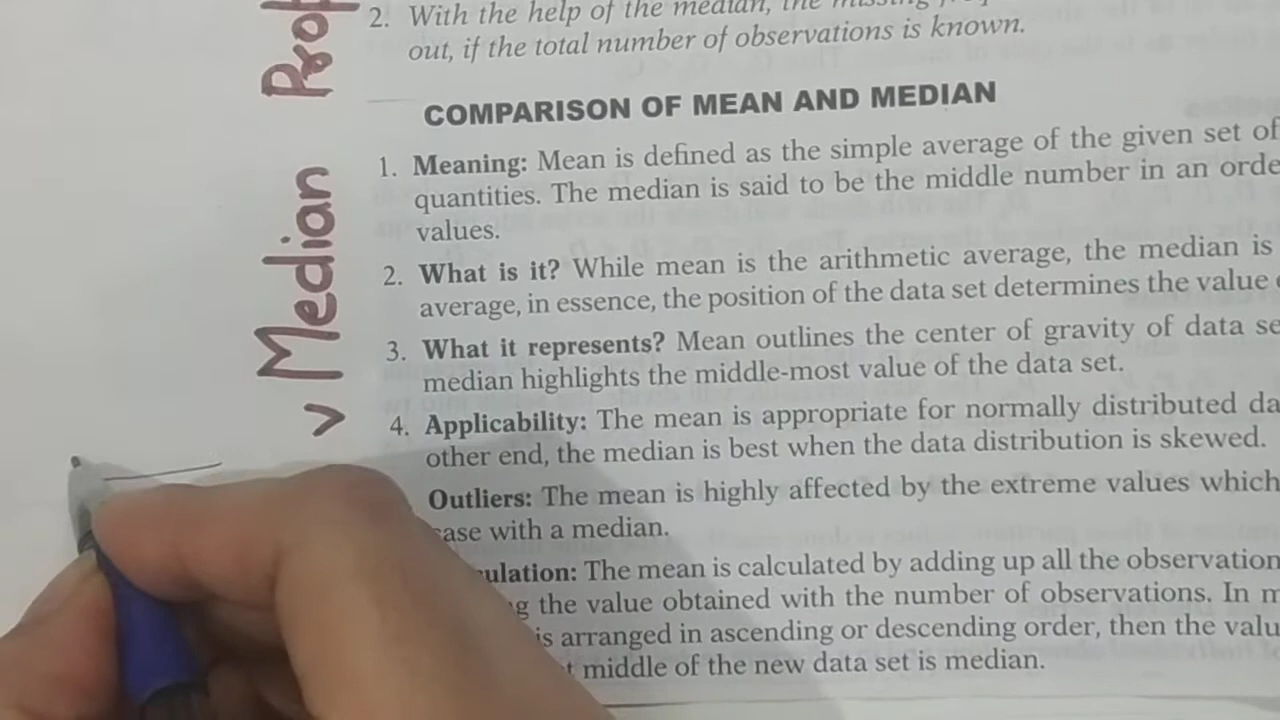 2. With the help of the median, the missing
out, if the total number of observations is known.
COMPARISON OF MEAN AND MEDIAN
1. Meaning: Mean is defined as the simple average of the given set of
quantities. The median is said to be the middle number in an orde
values.
2. What is it? While mean is the arithmetic average, the median is
average, in essence, the position of the data set determines the value
3. What it represents? Mean outlines the center of gravity of data se
median highlights the middle-most value of the data set.
4. Applicability: The mean is appropriate for normally distributed da
other end, the median is best when the data distribution is skewed.
Outliers: The mean is highly affected by the extreme values which
case with a median.
ulation: The mean is calculated by adding up all the observation
g the value obtained with the number of observations. In m
is arranged in ascending or descending order, then the valu
t middle of the new data set is median.
v Median Prob